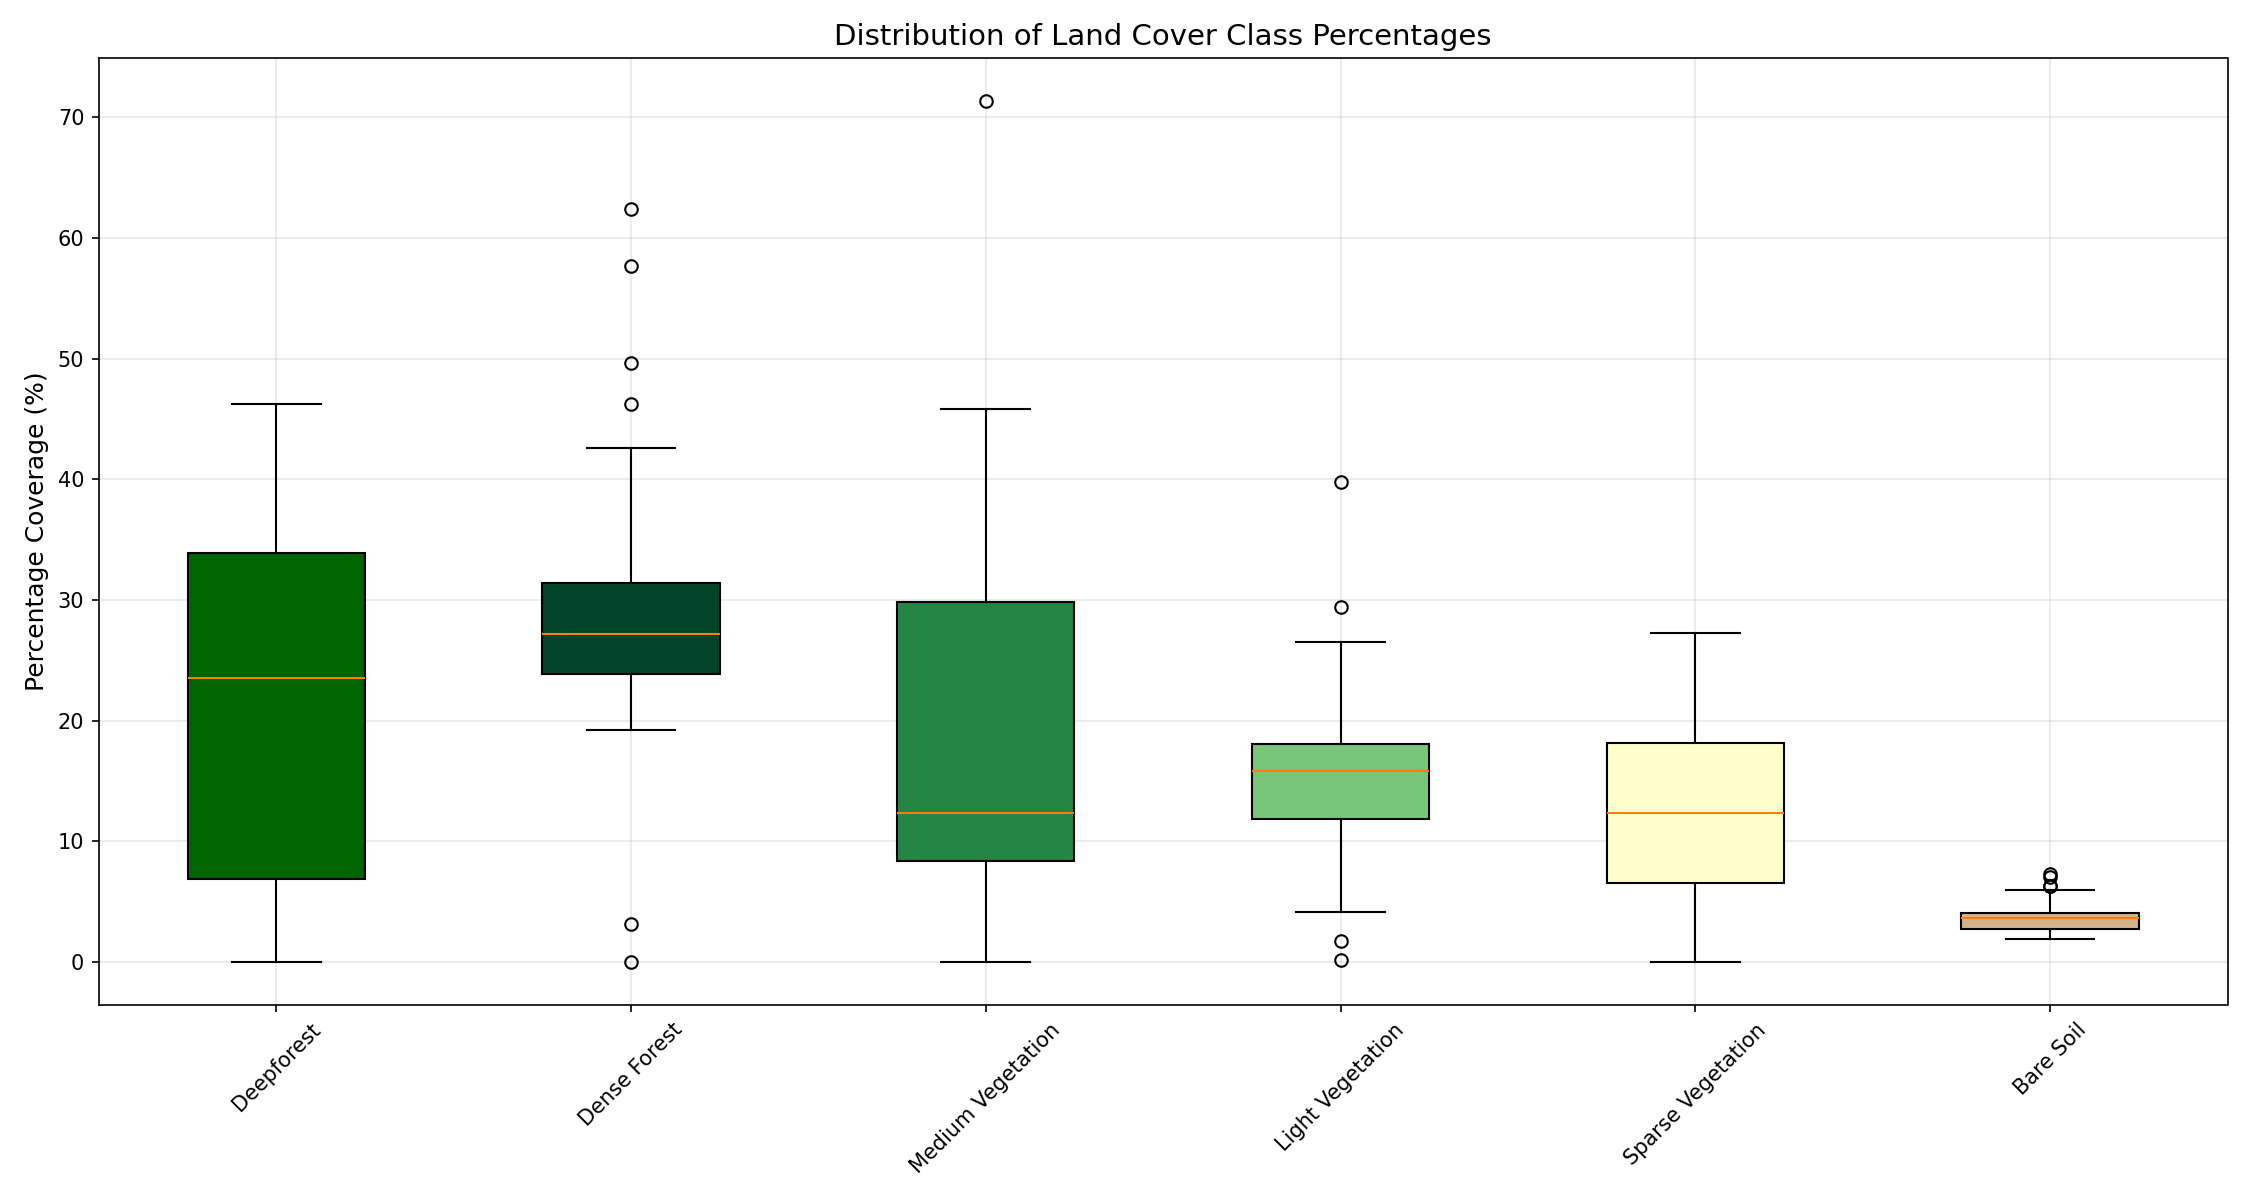 Distribution of Land Cover Class Percentages
Percentage Coverage (%)
70
60
50
40
30
20
10
0
Deepforest
Dense Forest
Medium Vegetation
Light Vegetation
Sparse Vegetation
Bare Soil